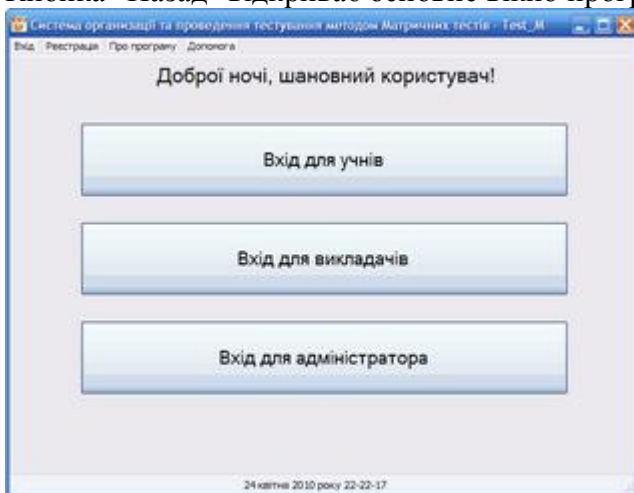 Кнопка "Назад" відкриває основне вікно
Система организації та проведення тестування методом Матричних тестів - Test_M
Вхід Реєстрація Про програму Допомога
Доброї ночі, шановний користувач!
Вхід для учнів
Вхід для викладачів
Вхід для адміністратора
24 квітня 2010 року 22-22-17